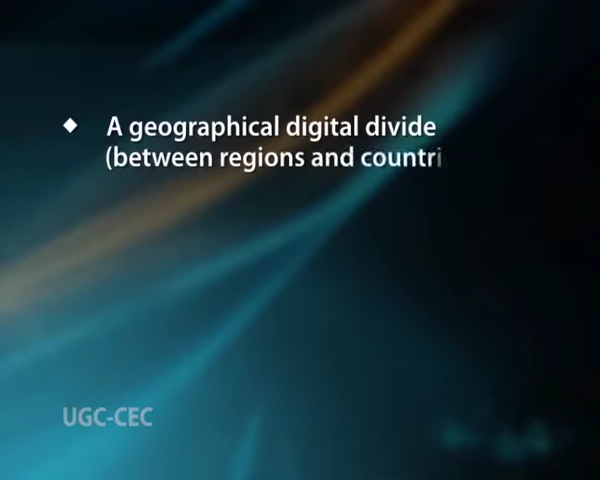 ◆ A geographical digital divide
(between regions and countri
UGC-CEC